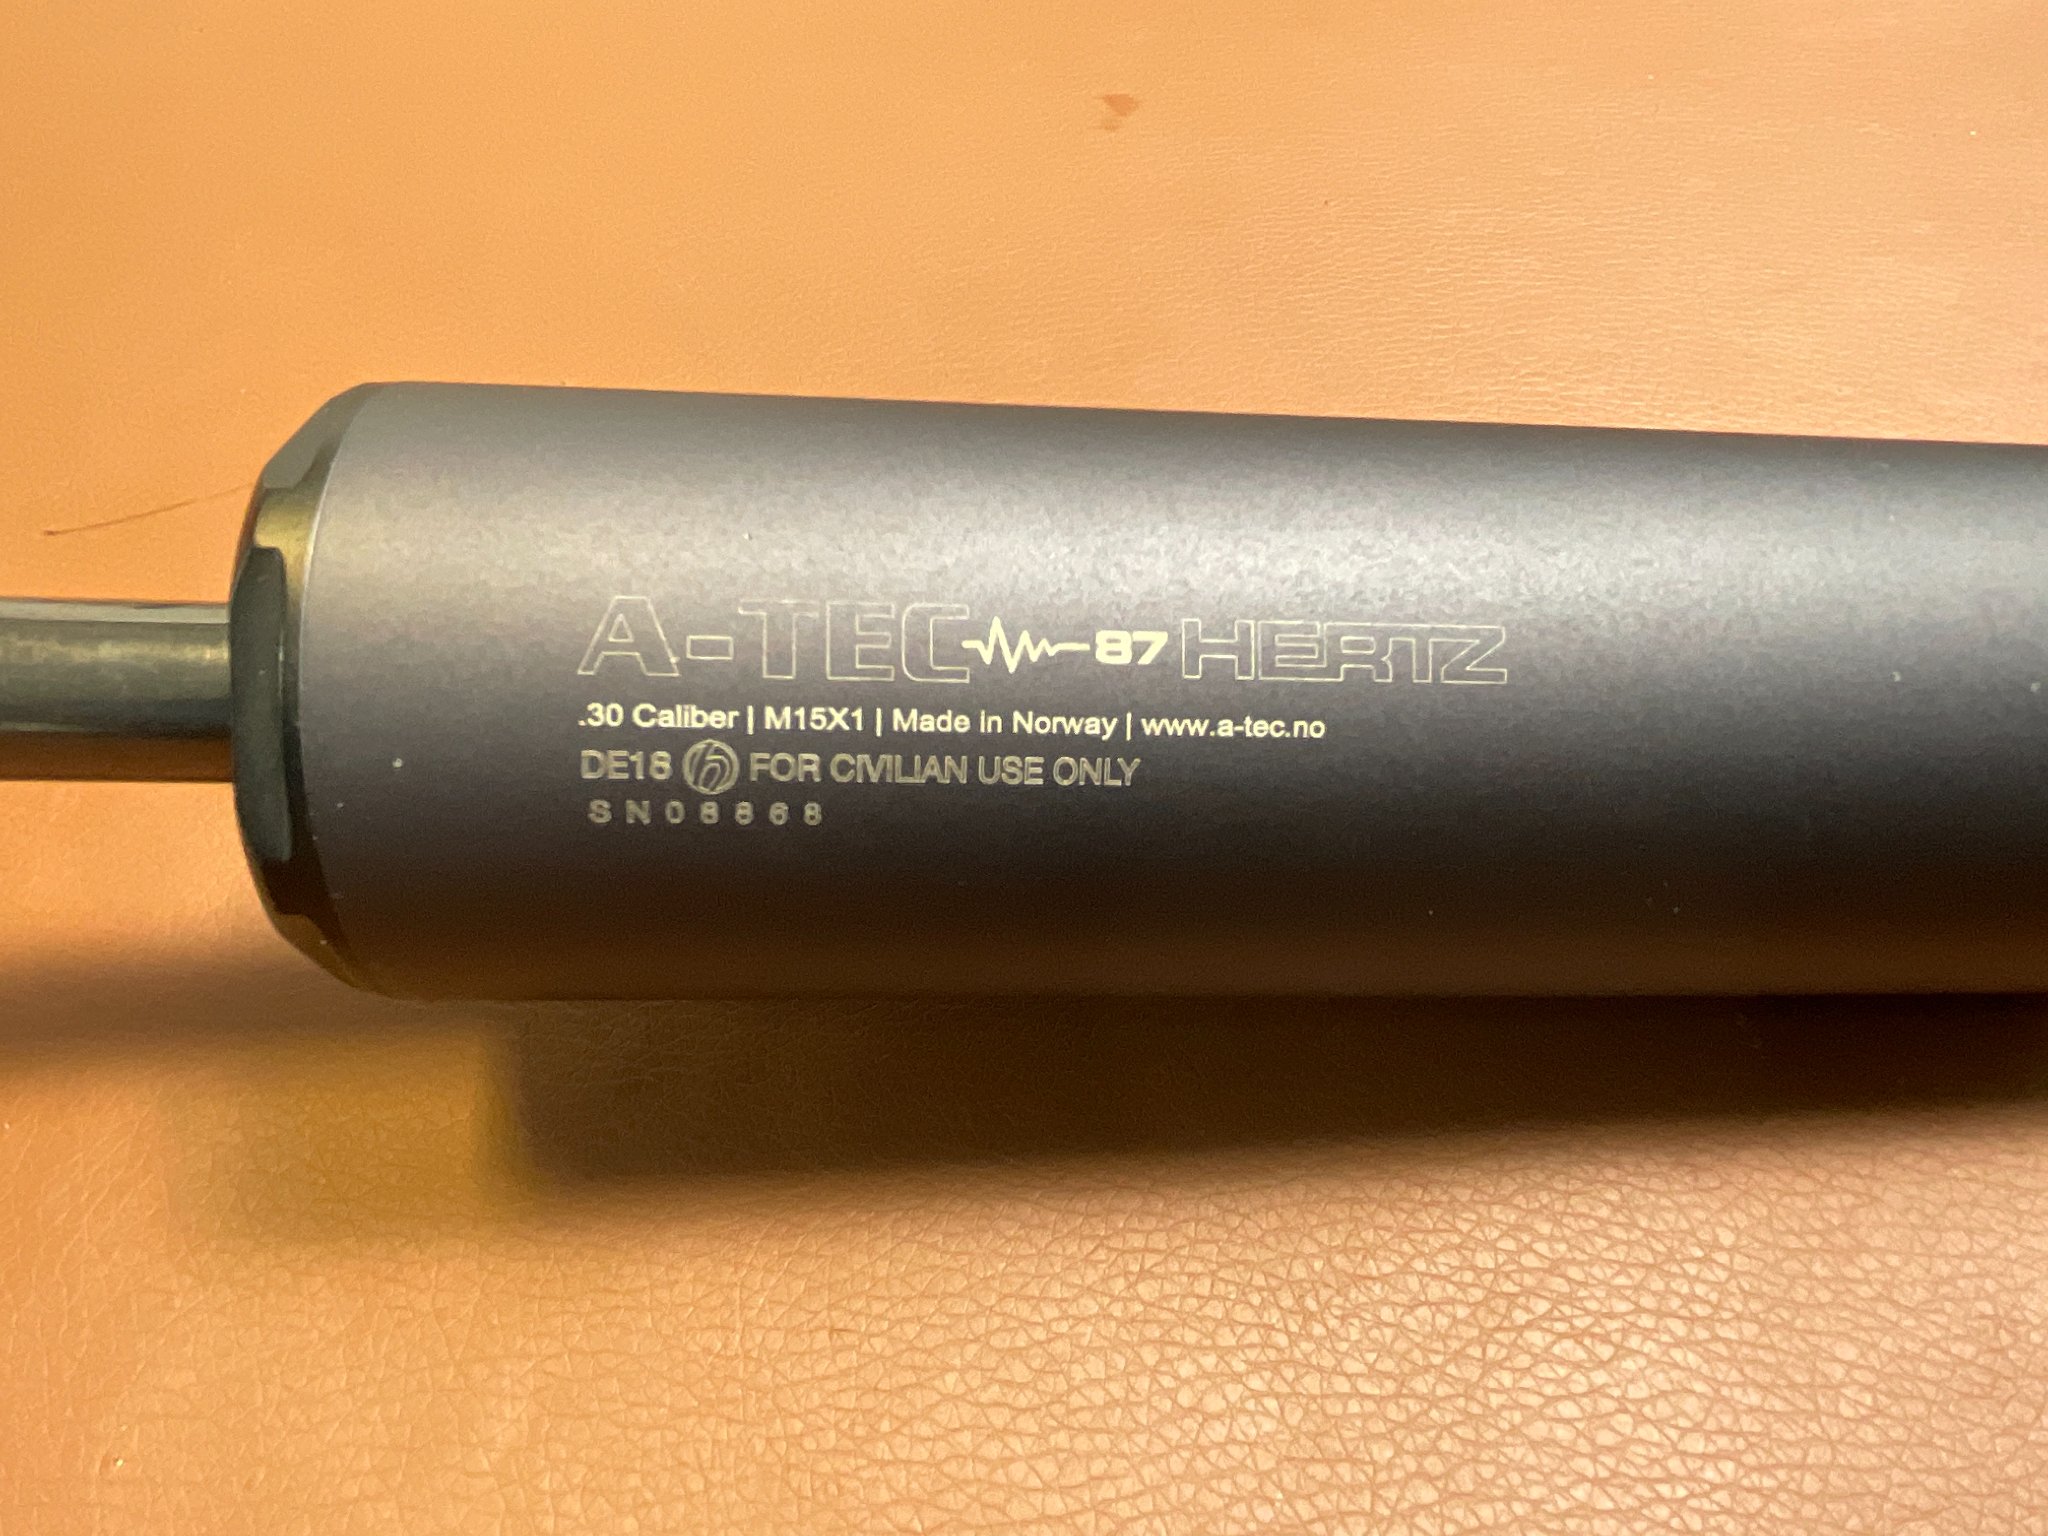 A-TEC 87 HERTZ
.30 Caliber | M15X1 | Made in Norway | www.a-tec.no
DE18 FOR CIVILIAN USE ONLY
SN08868